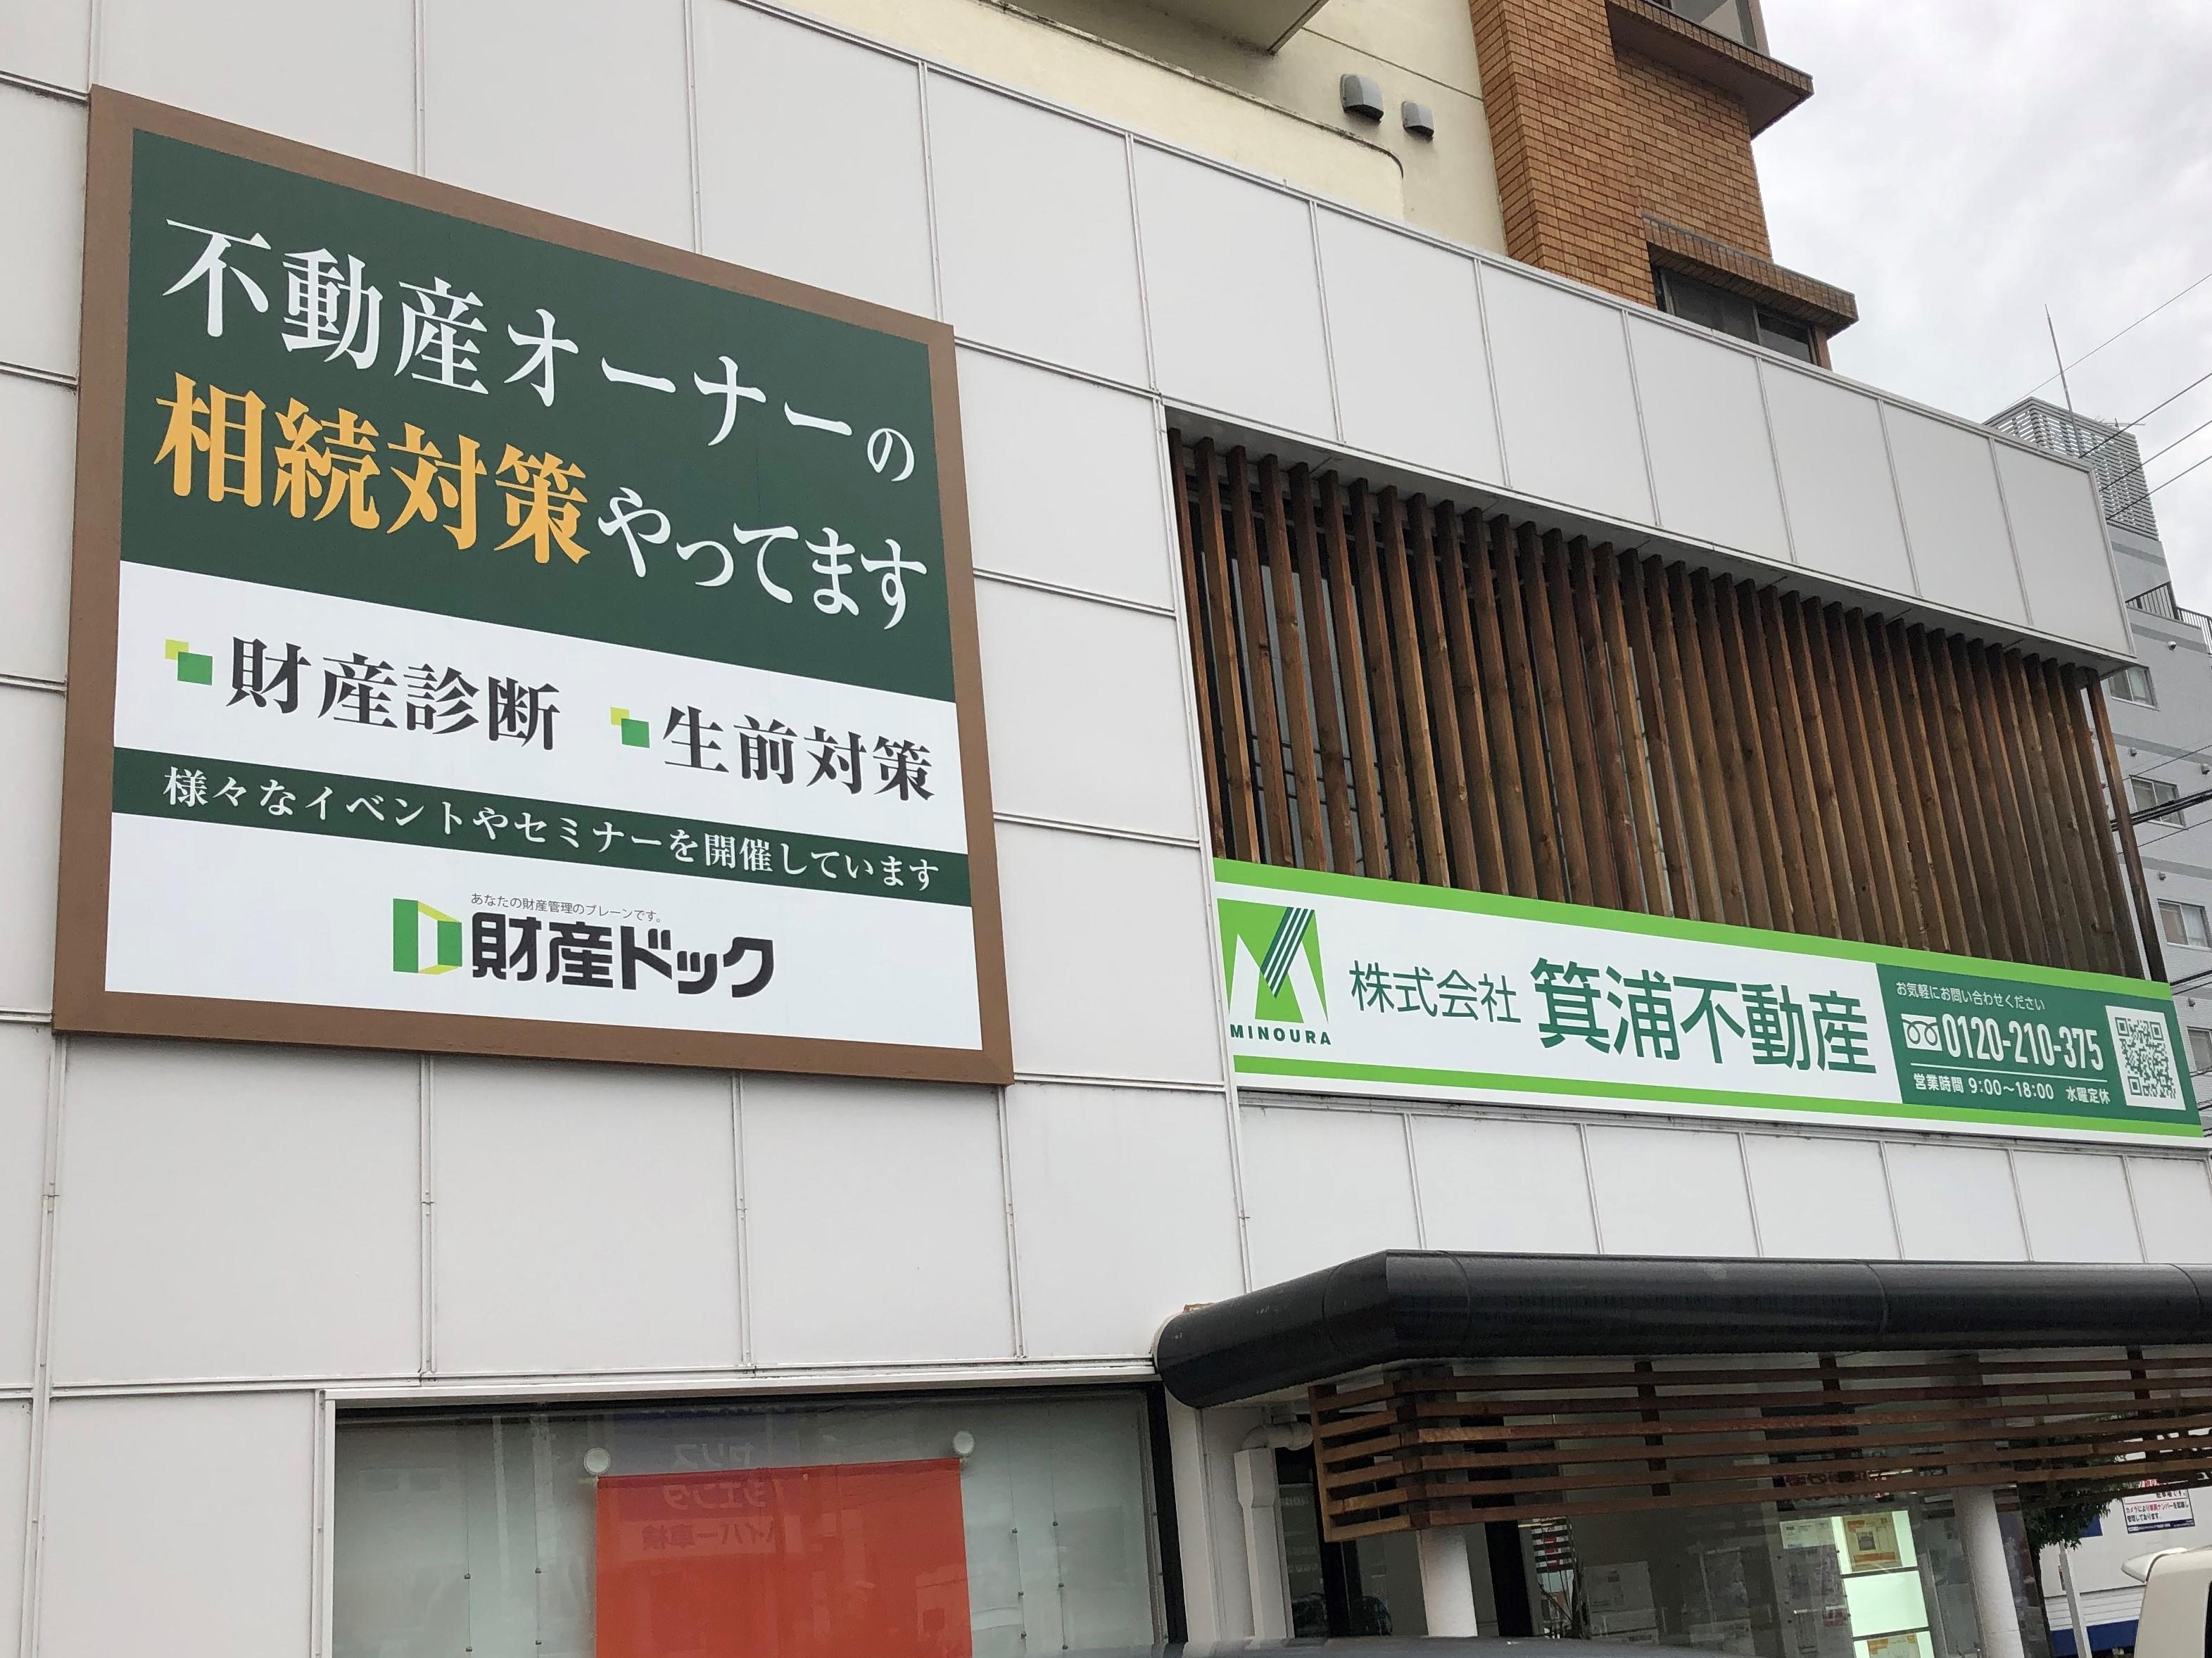 不動産オーナーの
相続対策やってます
財産診断 生前対策
様々なイベントやセミナーを開催しています
あなたの財産管理のブレーンです。
財産ドック
MINOURA
株式会社 箕浦不動産
お気軽にお問い合わせください
0120-210-375
営業時間 9:00〜18:00 水曜定休